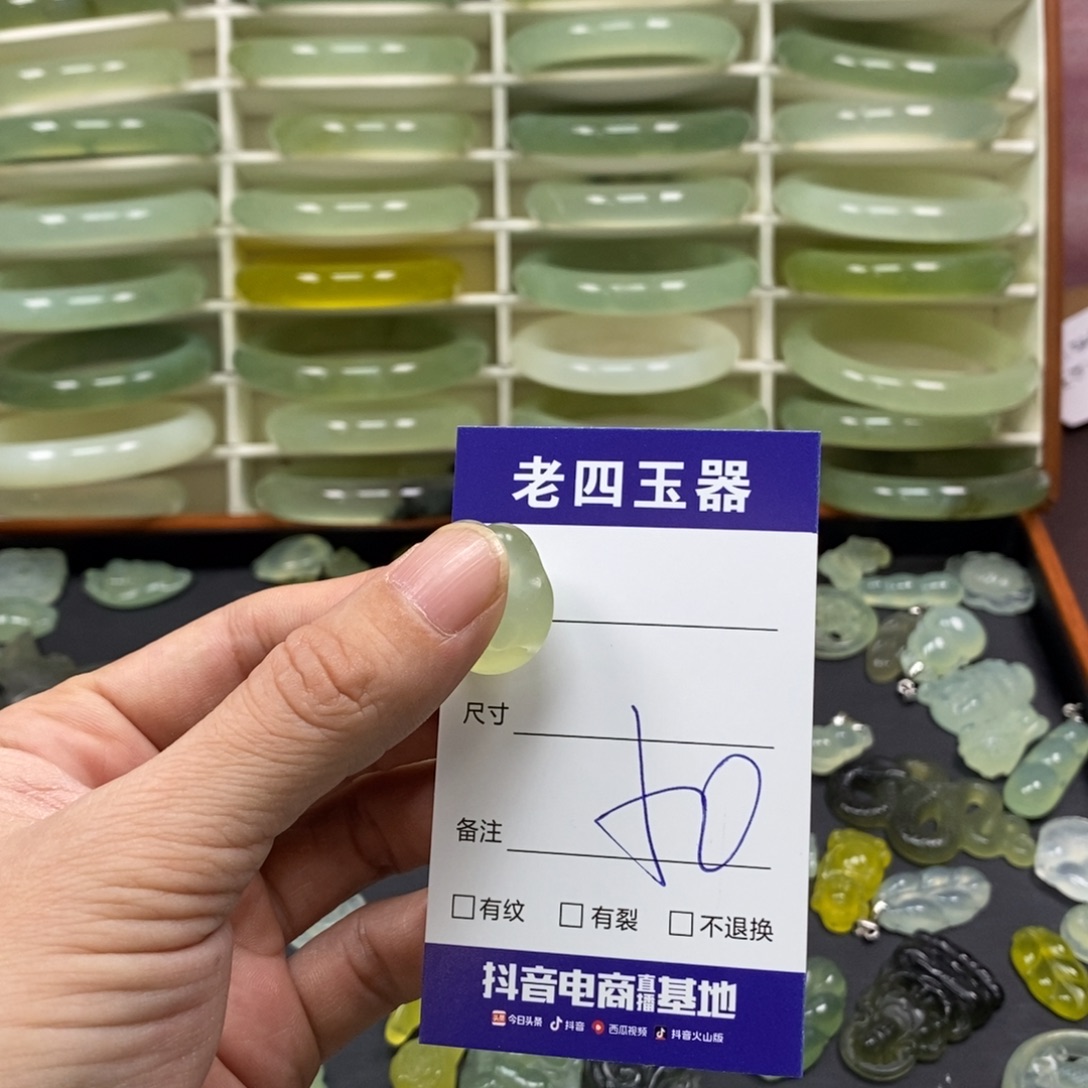 老四玉器
尺寸
备注
□有纹 □有裂 □不退换
抖音电商直播基地
头条 今日头条 抖音 西瓜视频 抖音火山版